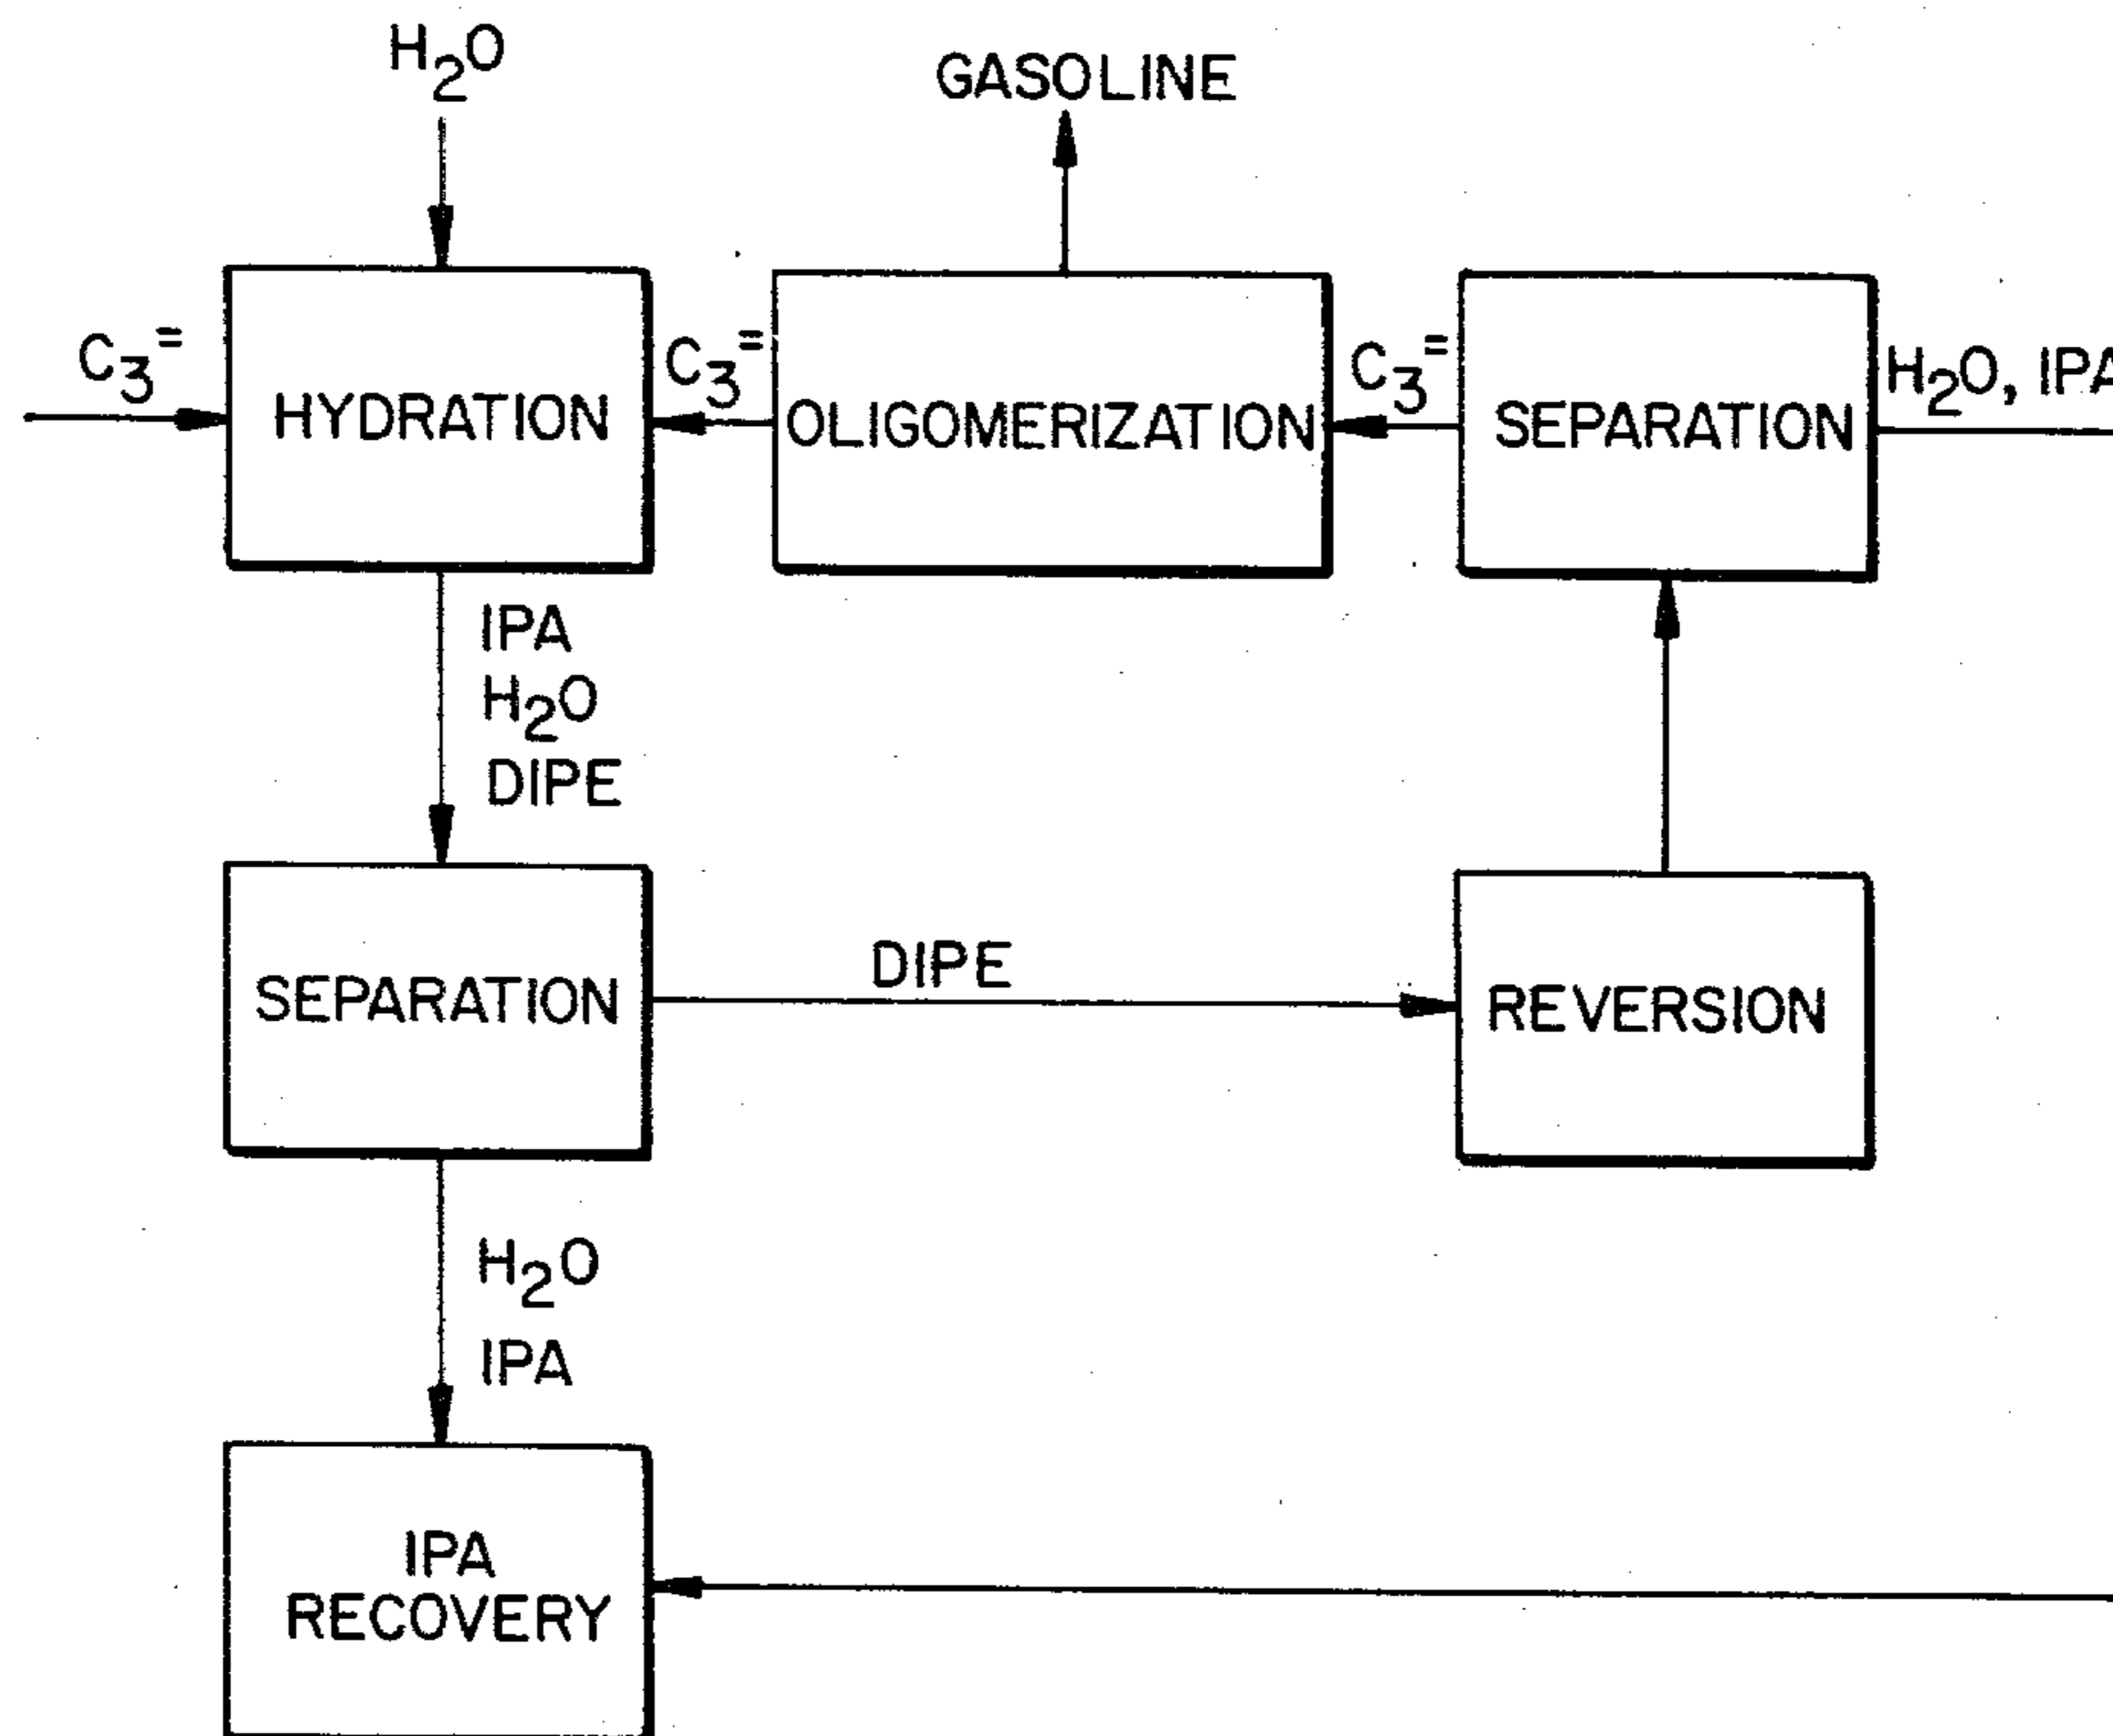 H₂O
GASOLINE
C₃⁼
C₃⁼
C₃⁼
H₂O, IPA
HYDRATION
OLIGOMERIZATION
SEPARATION
IPA
H₂O
DIPE
SEPARATION
DIPE
REVERSION
H₂O
IPA
IPA
RECOVERY